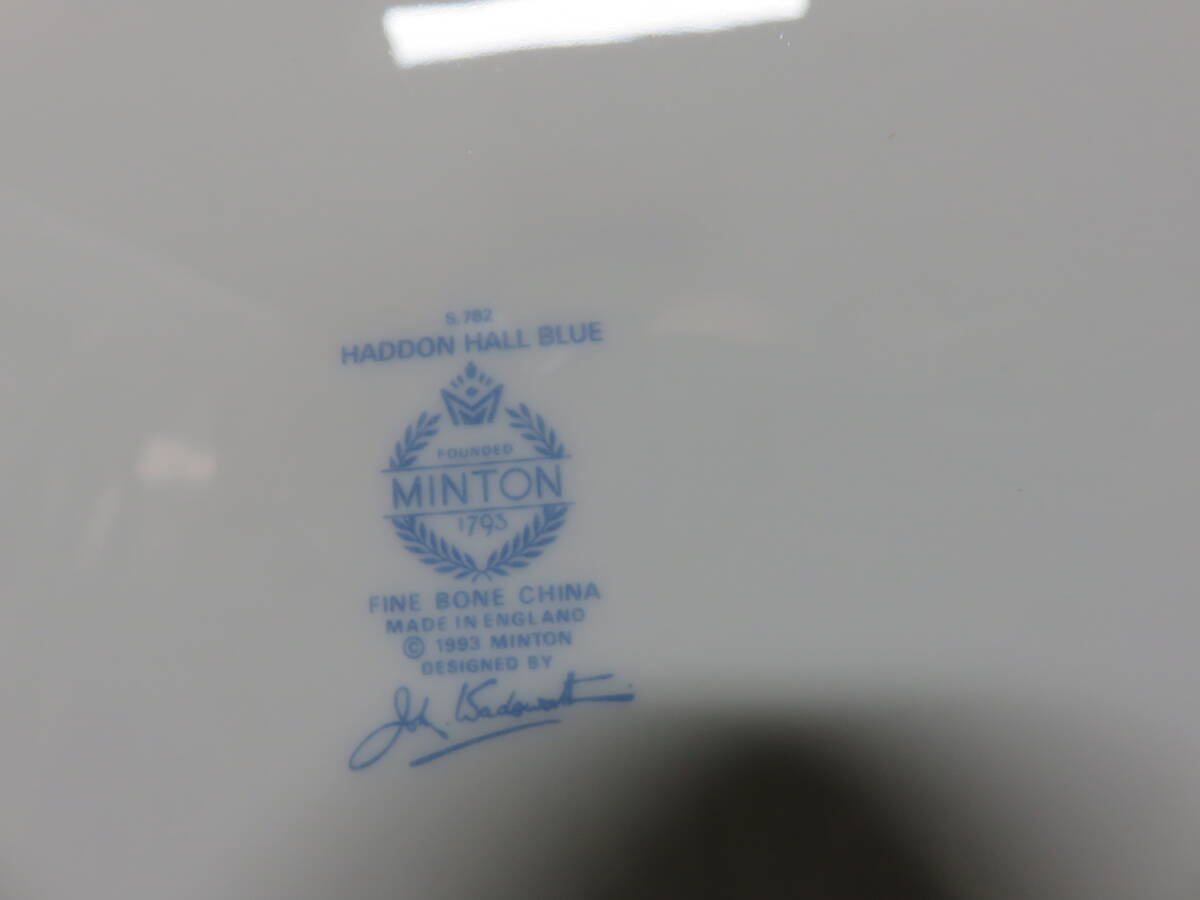 S.782
HADDON HALL BLUE
FOUNDED
MINTON
1793
FINE BONE CHINA
MADE IN ENGLAND
© 1993 MINTON
DESIGNED BY
John Wadsworth